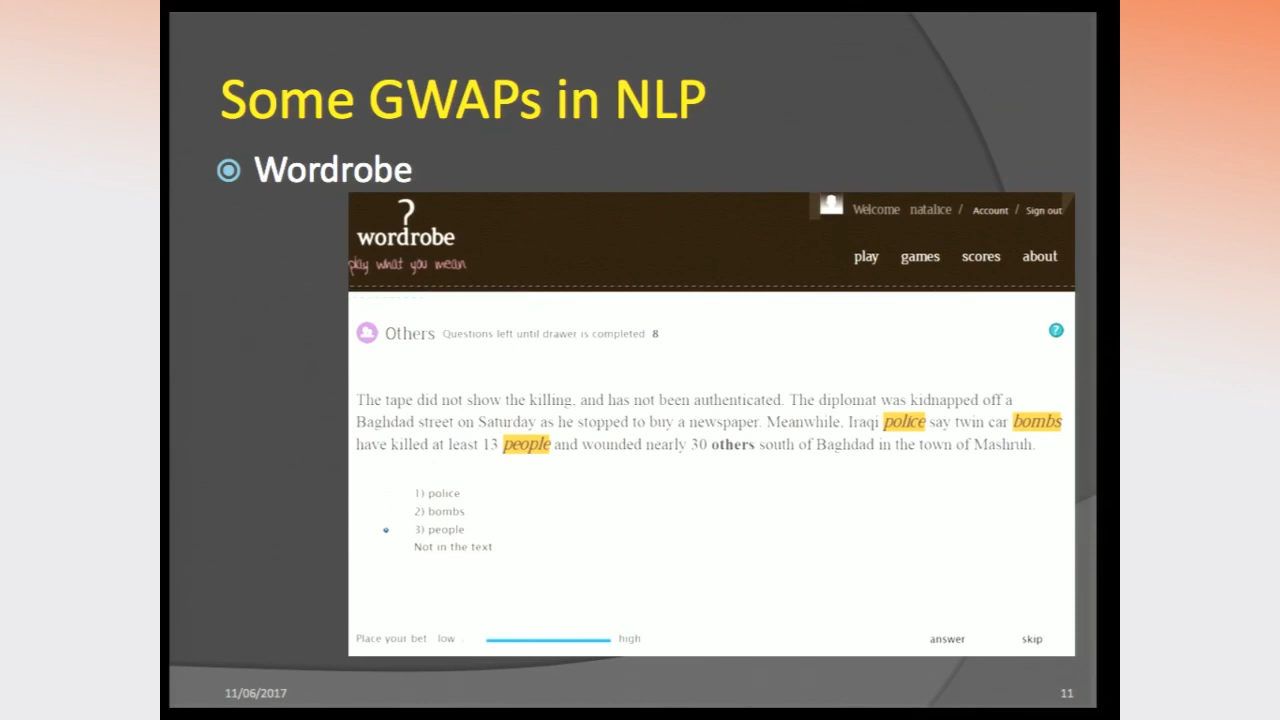 Some GWAPs in NLP
Wordrobe
?
wordrobe
play what you mean
Welcome natalice / Account / Sign out
play games scores about
Others Questions left until drawer is completed 8
?
The tape did not show the killing, and has not been authenticated. The diplomat was kidnapped off a
Baghdad street on Saturday as he stopped to buy a newspaper. Meanwhile, Iraqi police say twin car bombs
have killed at least 13 people and wounded nearly 30 others south of Baghdad in the town of Mashruh.
1) police
2) bombs
3) people
Not in the text
Place your bet: low high
answer skip
11/06/2017
11